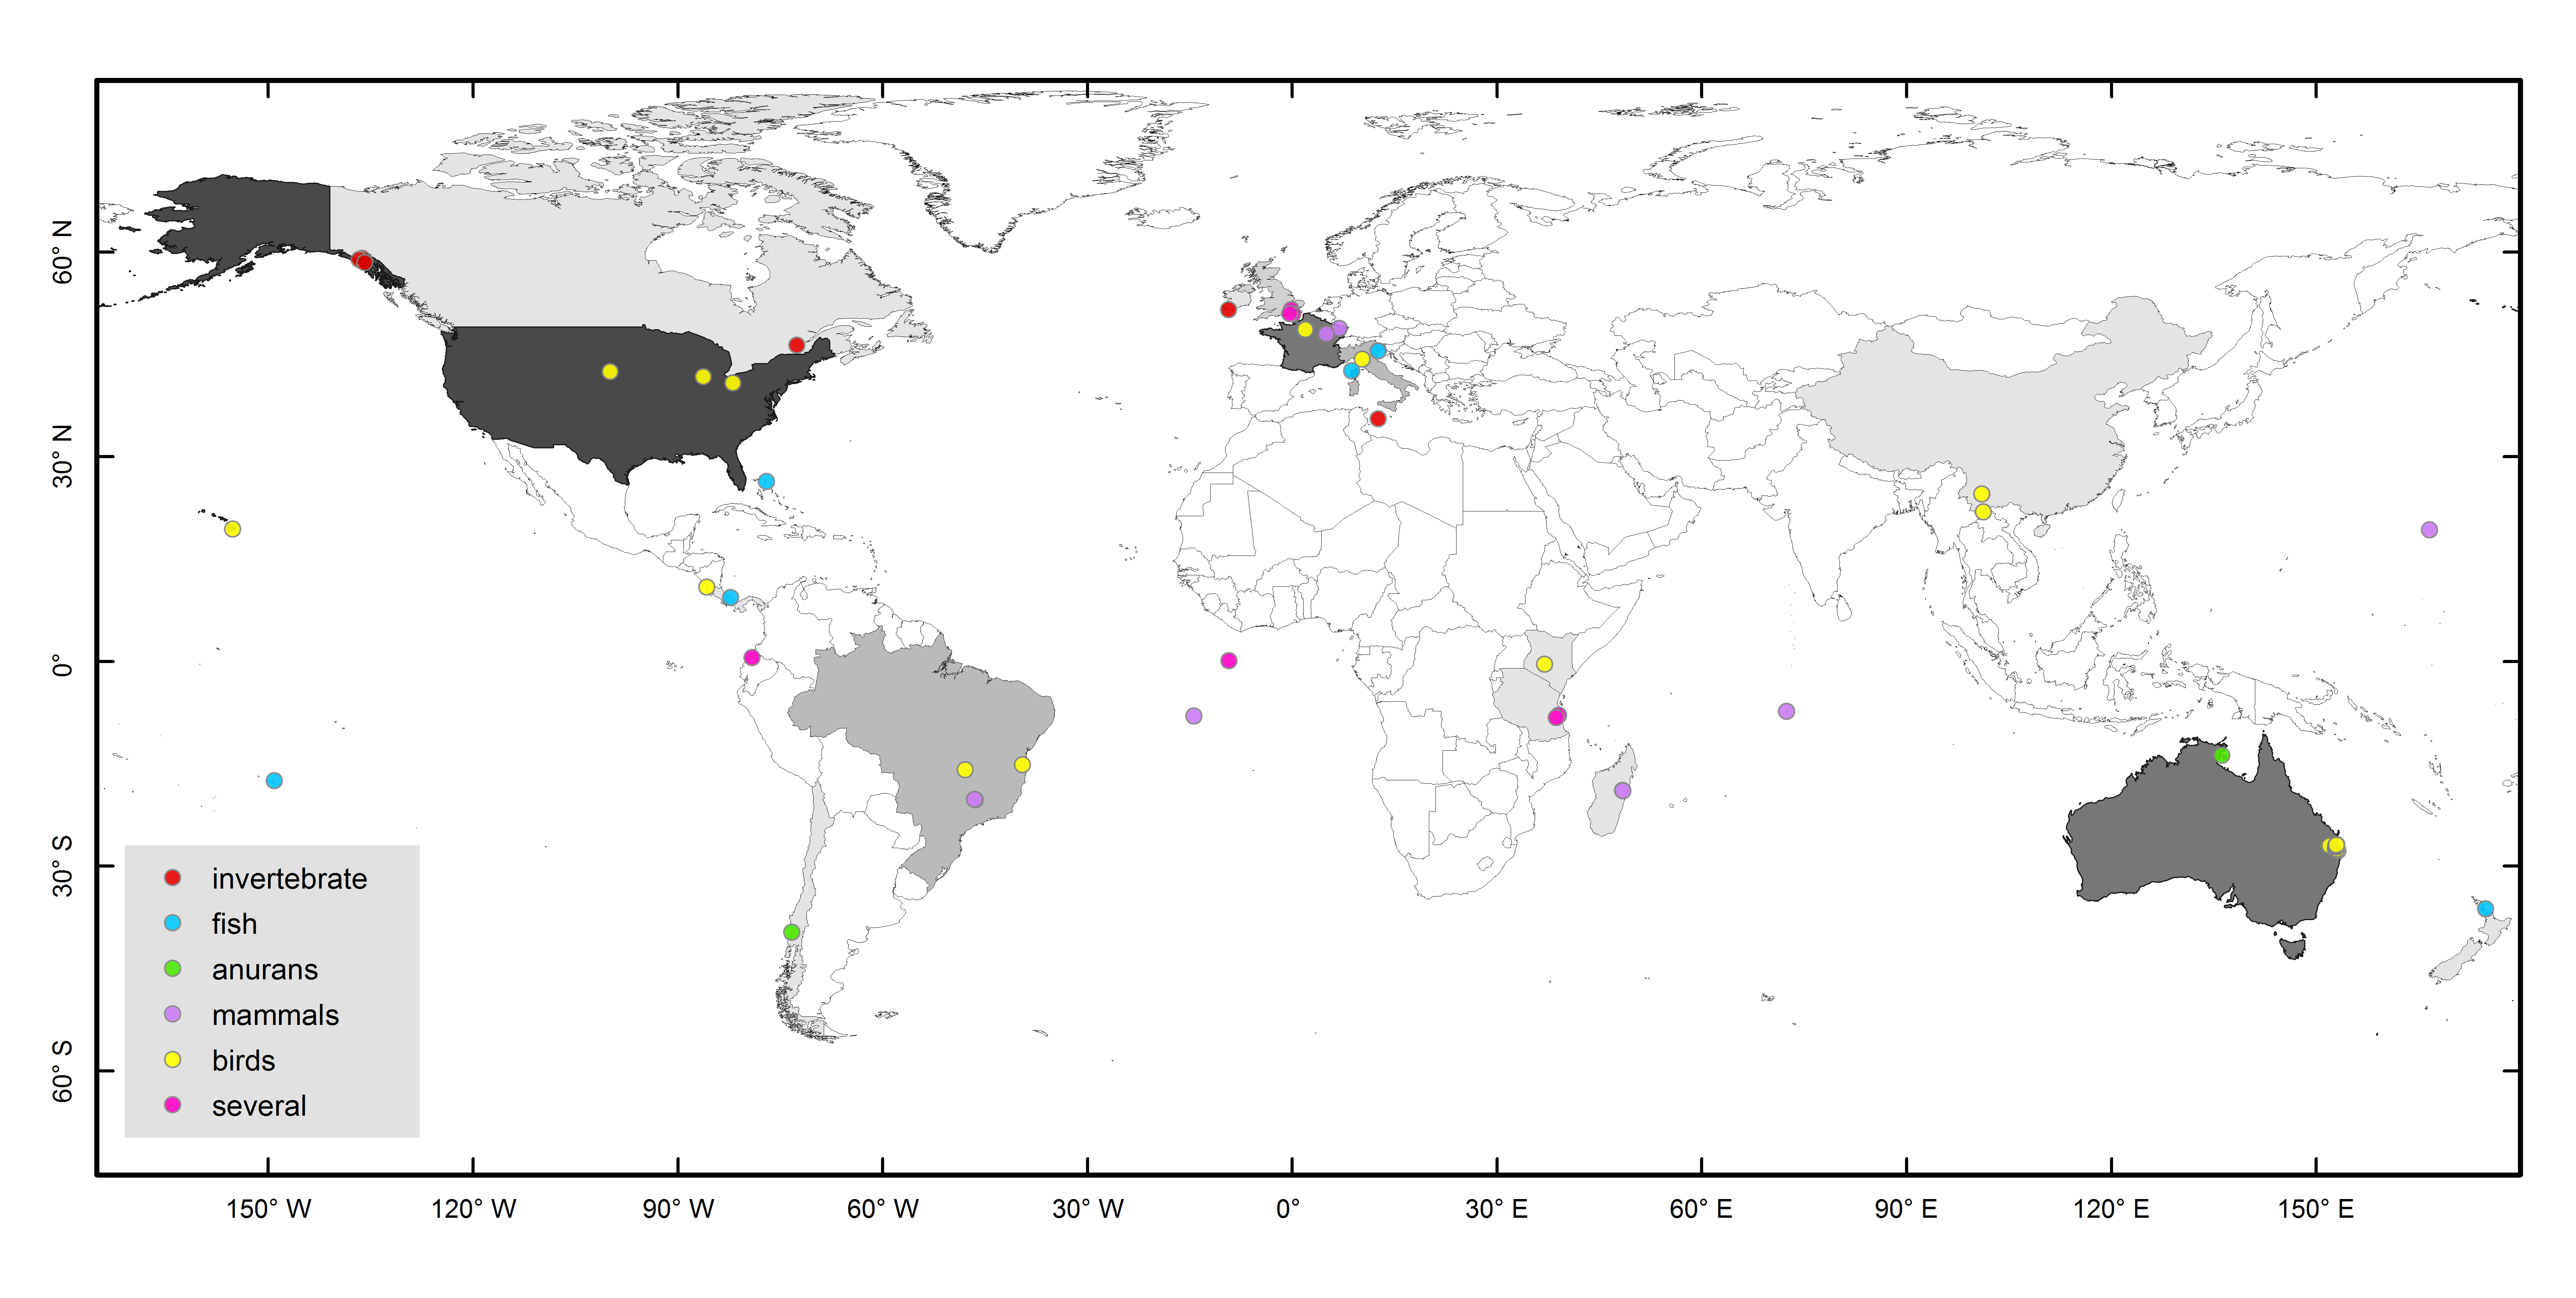 60° N
30° N
0°
30° S
60° S
invertebrate
fish
anurans
mammals
birds
several
150° W
120° W
90° W
60° W
30° W
0°
30° E
60° E
90° E
120° E
150° E